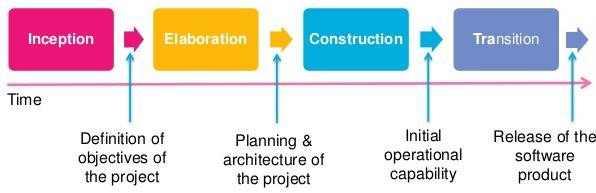 Inception
Elaboration
Construction
Transition
Time
Definition of
objectives of
the project
Planning &
architecture of
the project
Initial
operational
capability
Release of the
software
product